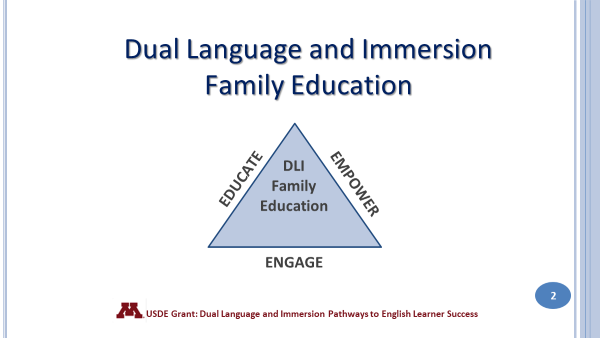 Dual Language and Immersion
Family Education
EDUCATE
EMPOWER
DLI
Family
Education
ENGAGE
2
M
USDE Grant: Dual Language and Immersion Pathways to English Learner Success